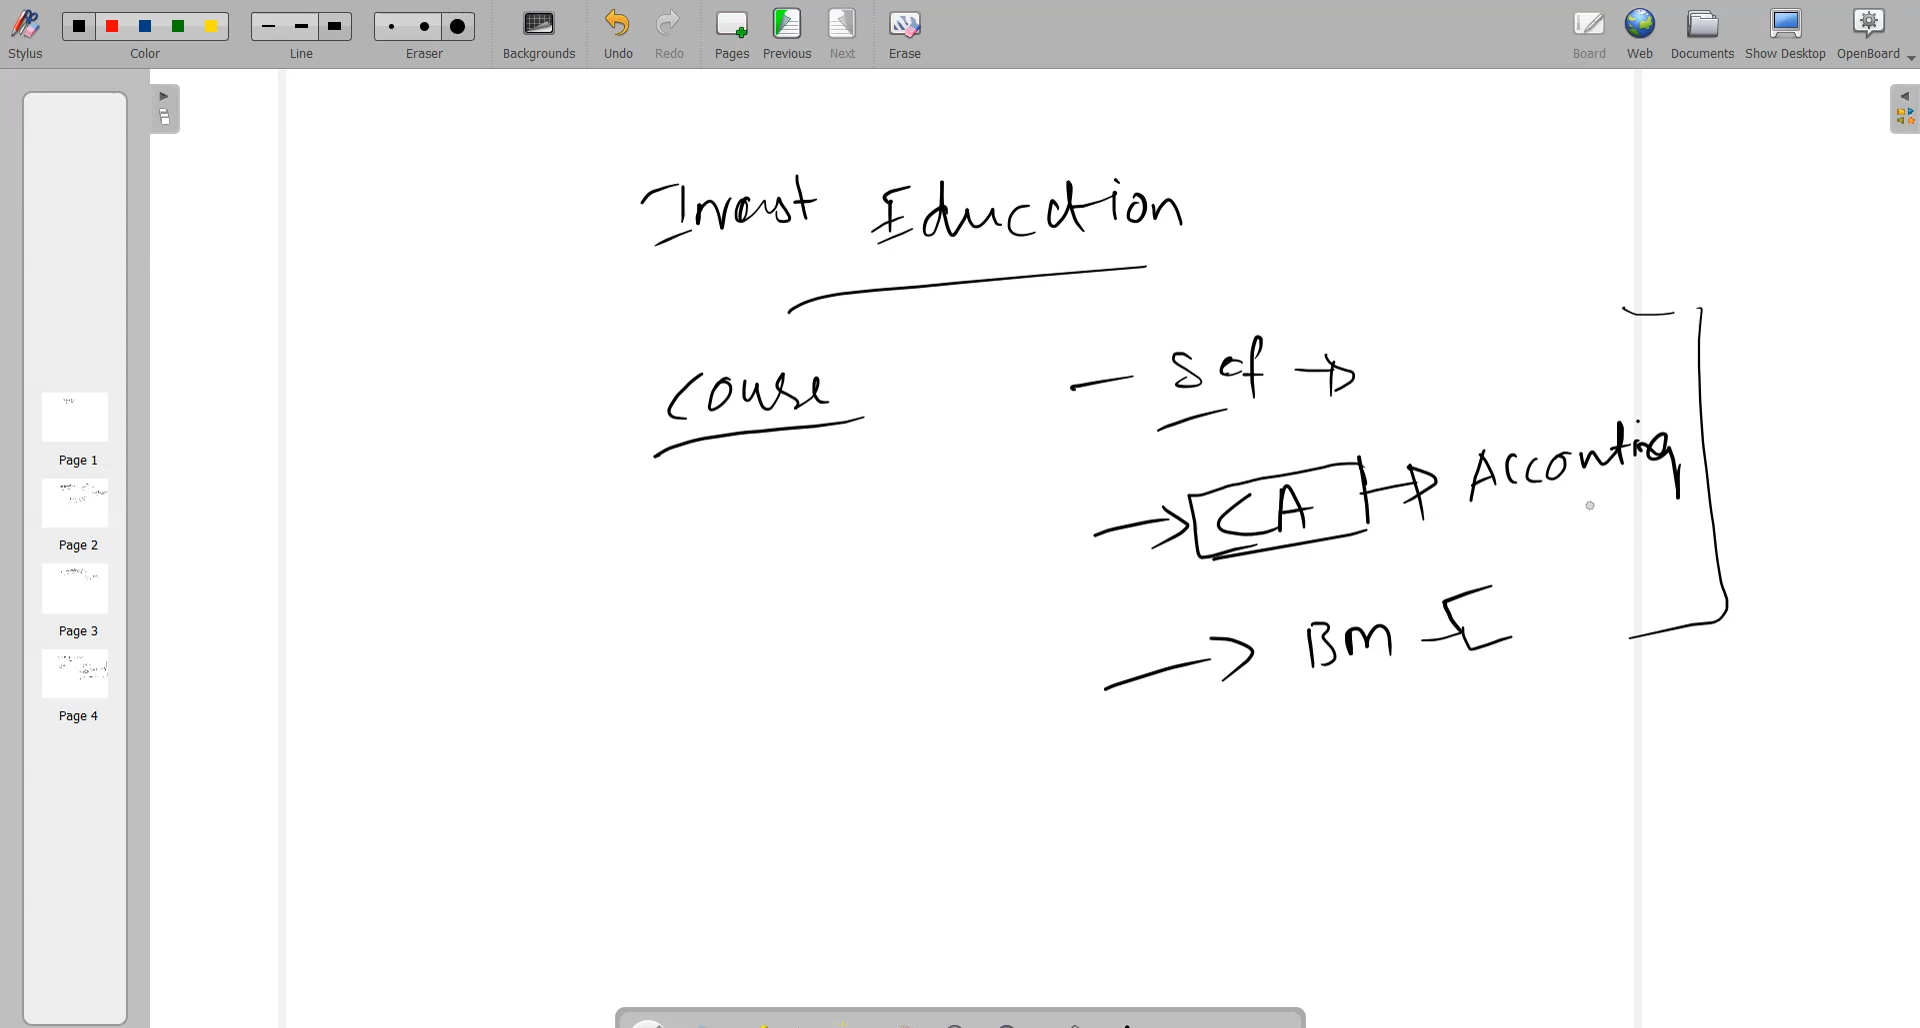 Stylus Color Line Eraser Backgrounds Undo Redo Pages Previous Next Erase Board Web Documents Show Desktop OpenBoard
Page 1
Page 2
Page 3
Page 4
Invest Education
Course
CA Acconting
BM